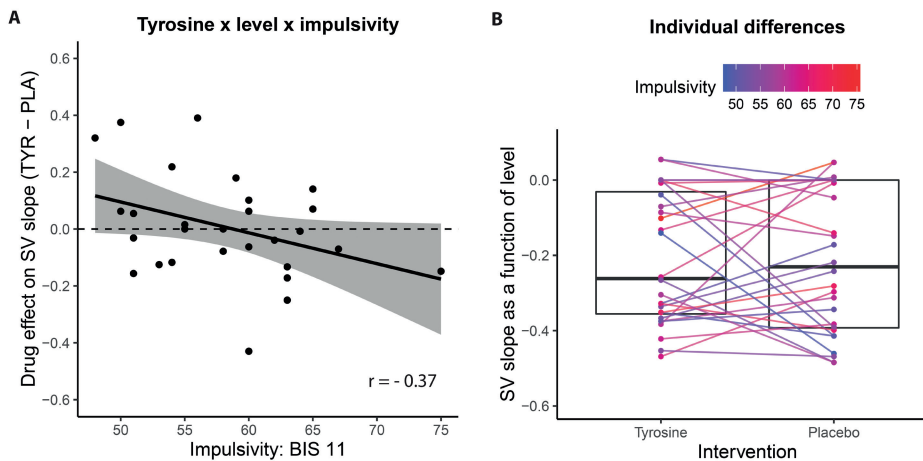 A
Tyrosine x level x impulsivity
Drug effect on SV slope (TYR − PLA)
0.6
0.4
0.2
0.0
−0.2
−0.4
−0.6
r = - 0.37
50 55 60 65 70 75
Impulsivity: BIS 11
B
Individual differences
Impulsivity
50 55 60 65 70 75
SV slope as a function of level
0.0
−0.2
−0.4
−0.6
Tyrosine Placebo
Intervention